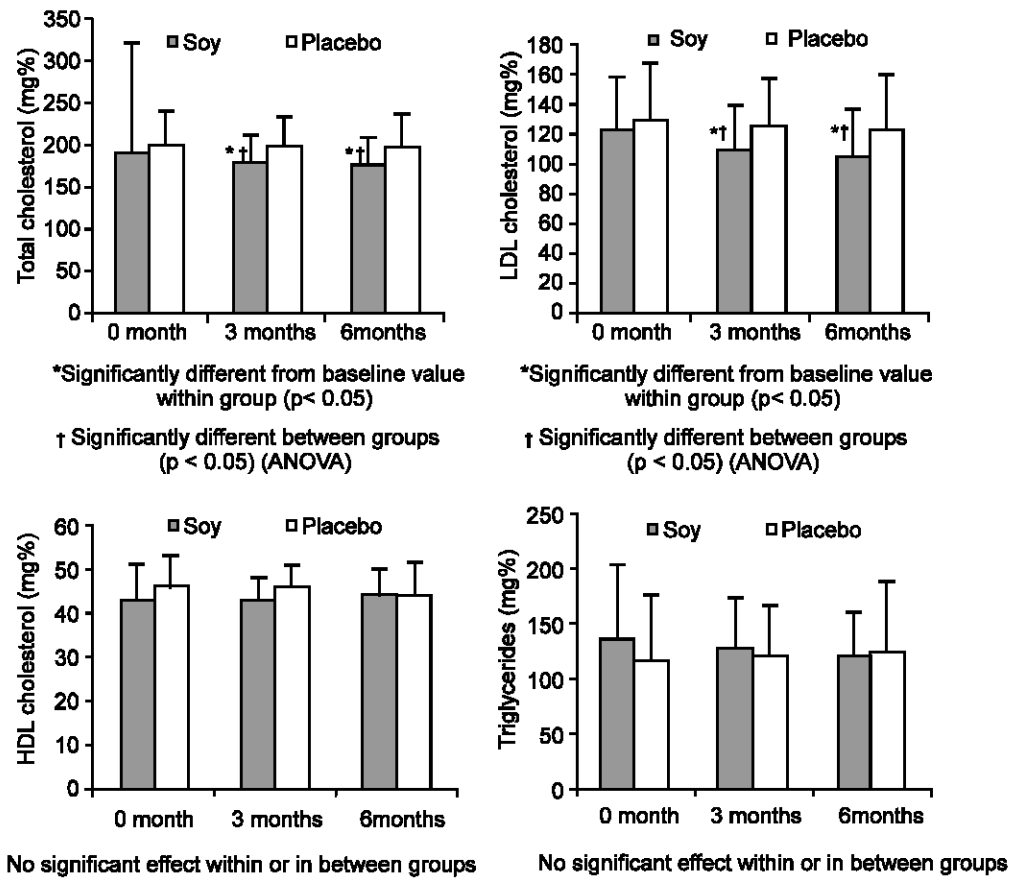 Total cholesterol (mg%)
350
300
250
200
150
100
50
0
Soy
Placebo
* †
*†
0 month
3 months
6months
*Significantly different from baseline value
within group (p< 0.05)
† Significantly different between groups
(p < 0.05) (ANOVA)
LDL cholesterol (mg%)
180
160
140
120
100
80
60
40
20
0
Soy
Placebo
*†
*†
0 month
3 months
6months
*Significantly different from baseline value
within group (p< 0.05)
† Significantly different between groups
(p < 0.05) (ANOVA)
HDL cholesterol (mg%)
60
50
40
30
20
10
0
Soy
Placebo
0 month
3 months
6months
No significant effect within or in between groups
Triglycerides (mg%)
250
200
150
100
50
0
Soy
Placebo
0 month
3 months
6months
No significant effect within or in between groups